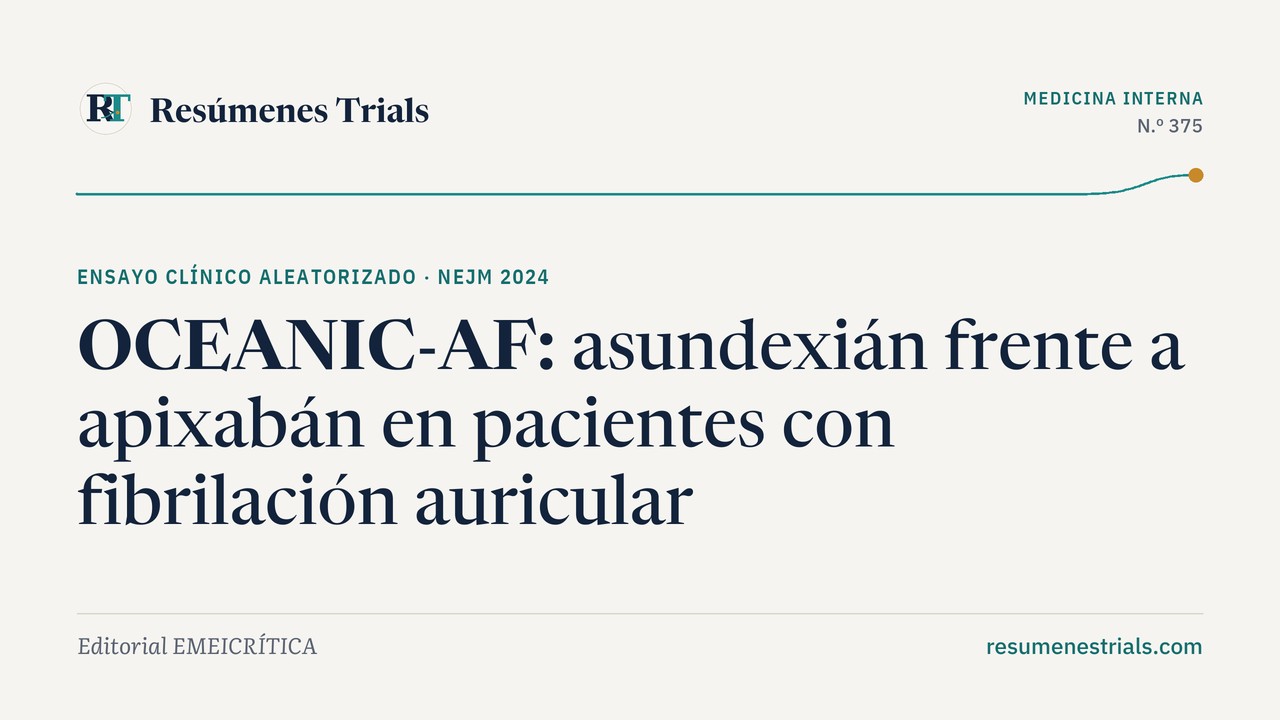 RT Resúmenes Trials
MEDICINA INTERNA
N.º 375
ENSAYO CLÍNICO ALEATORIZADO · NEJM 2024
OCEANIC-AF: asundexián frente a
apixabán en pacientes con
fibrilación auricular
Editorial EMEICRÍTICA
resumenestrials.com